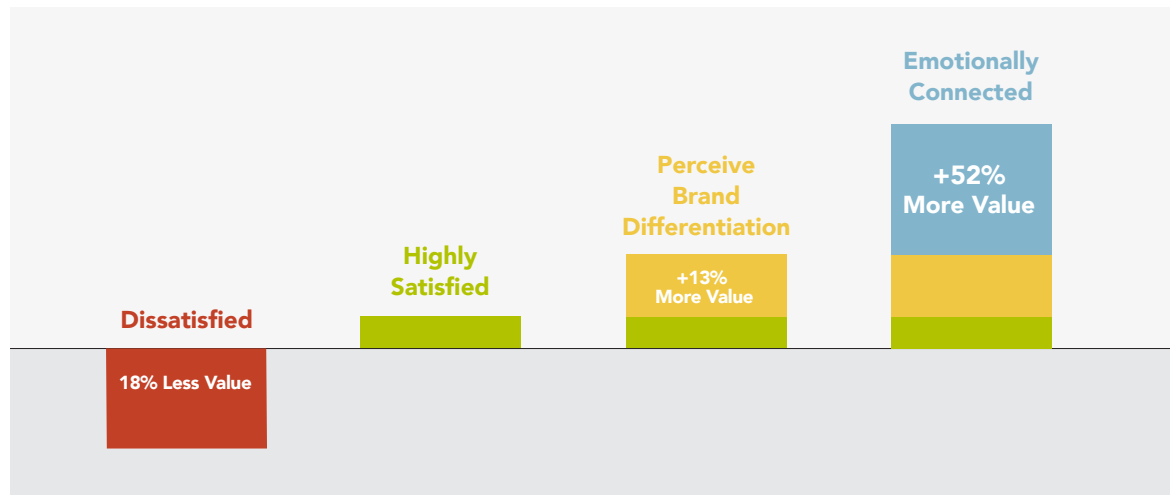 Dissatisfied
18% Less Value
Highly
Satisfied
Perceive
Brand
Differentiation
+13%
More Value
Emotionally
Connected
+52%
More Value